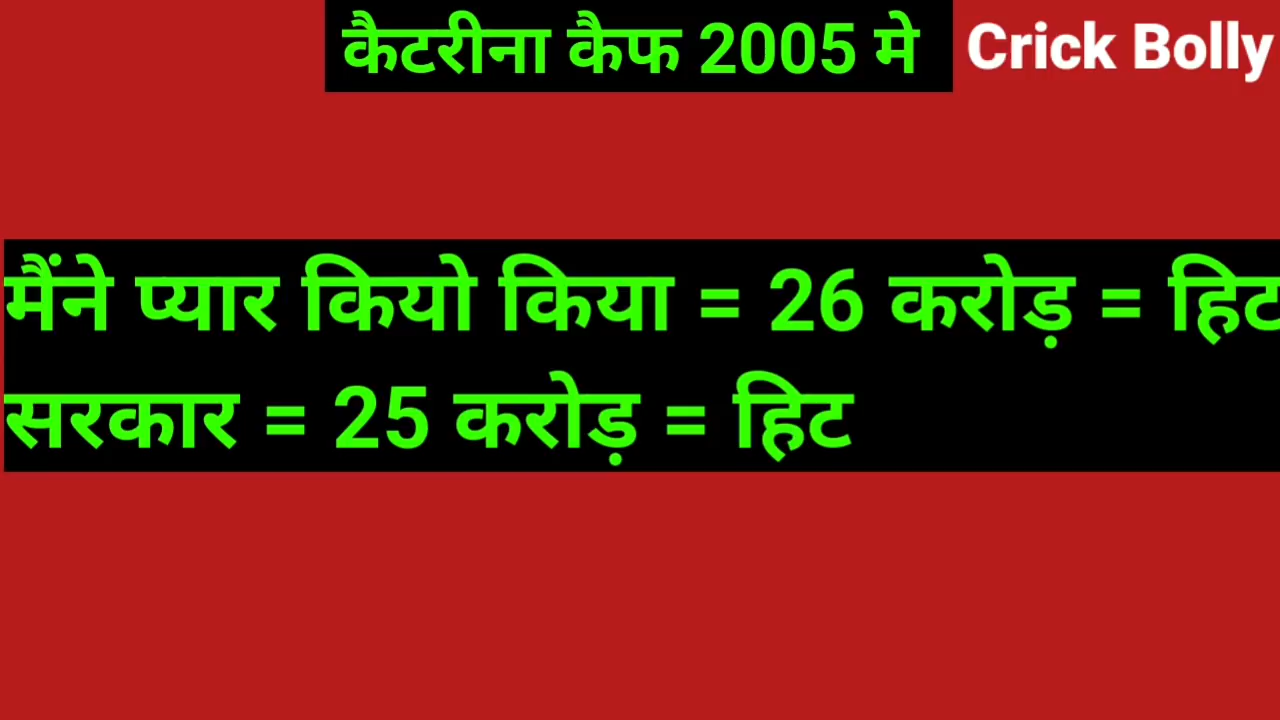 कैटरीना कैफ 2005 मे
Crick Bolly
मैंने प्यार कियो किया = 26 करोड़ = हिट
सरकार = 25 करोड़ = हिट